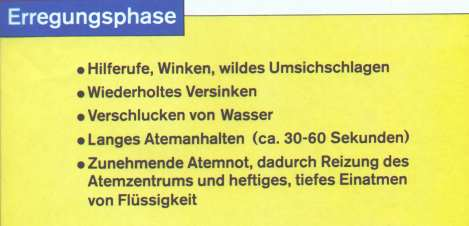 Erregungsphase
• Hilferufe, Winken, wildes Umsichschlagen
• Wiederholtes Versinken
• Verschlucken von Wasser
• Langes Atemanhalten (ca. 30-60 Sekunden)
• Zunehmende Atemnot, dadurch Reizung des
Atemzentrums und heftiges, tiefes Einatmen
von Flüssigkeit